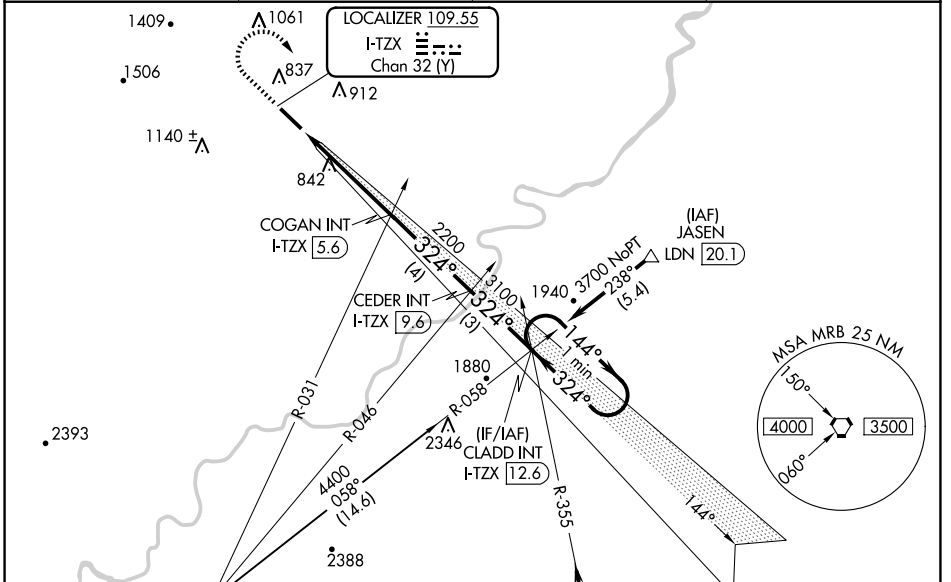 1409
1061
LOCALIZER 109.55
I-TZX
Chan 32 (Y)
1506
837
912
1140 ±
842
COGAN INT
I-TZX 5.6
2200
324°
(4)
(IAF)
JASEN
LDN 20.1
3700 NoPT
238°
(5.4)
1940
3100
CEDER INT
I-TZX 9.6
324°
(3)
144°
1 min
324°
MSA MRB 25 NM
150°
4000
3500
060°
1880
R-058
R-031
R-046
2393
2346
(IF/IAF)
CLADD INT
I-TZX 12.6
4400
058°
(14.6)
R-355
144°
2388